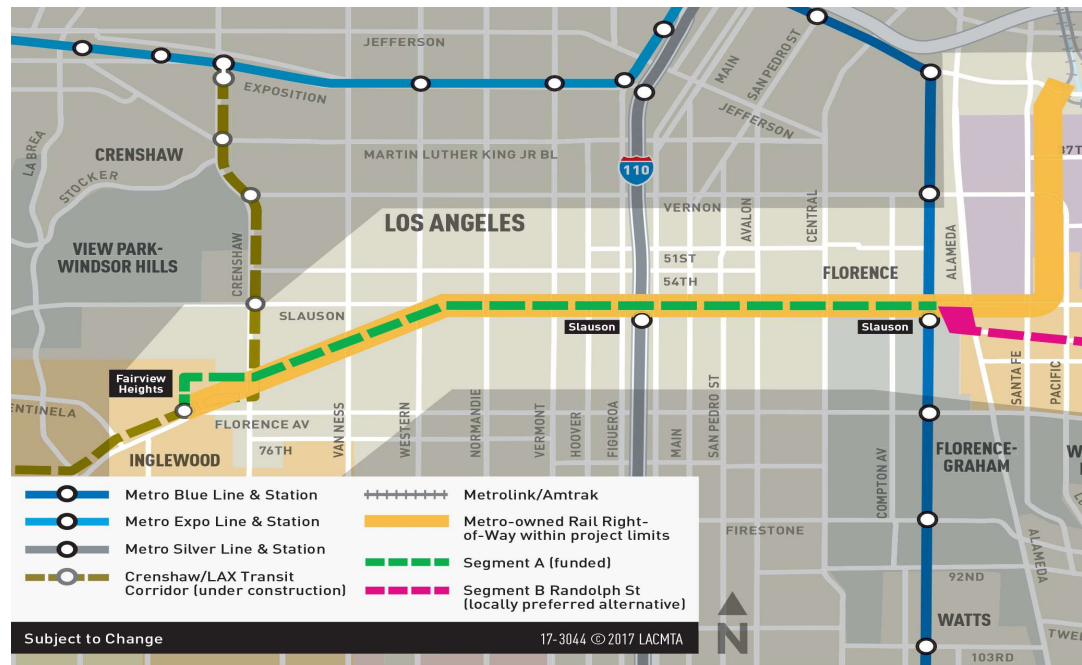 JEFFERSON
MAIN
SAN PEDRO ST
EXPOSITION
JEFFERSON
LA BREA
CRENSHAW
MARTIN LUTHER KING JR BL
110
37T
STOCKER
VERNON
LOS ANGELES
AVALON
CENTRAL
ALAMEDA
VIEW PARK-
WINDSOR HILLS
CRENSHAW
51ST
54TH
FLORENCE
SLAUSON
Slauson
Slauson
Fairview
Heights
SANTA FE
PACIFIC
ENTINELA
FLORENCE AV
VAN NESS
WESTERN
NORMANDIE
VERMONT
HOOVER
FIGUEROA
MAIN
SAN PEDRO ST
INGLEWOOD
76TH
COMPTON AV
FLORENCE-
GRAHAM
W
FIRESTONE
ALAMEDA
92ND
WATTS
TWE
103RD
N
Metro Blue Line & Station
Metro Expo Line & Station
Metro Silver Line & Station
Crenshaw/LAX Transit
Corridor (under construction)
Metrolink/Amtrak
Metro-owned Rail Right-
of-Way within project limits
Segment A (funded)
Segment B Randolph St
(locally preferred alternative)
Subject to Change
17-3044 © 2017 LACMTA